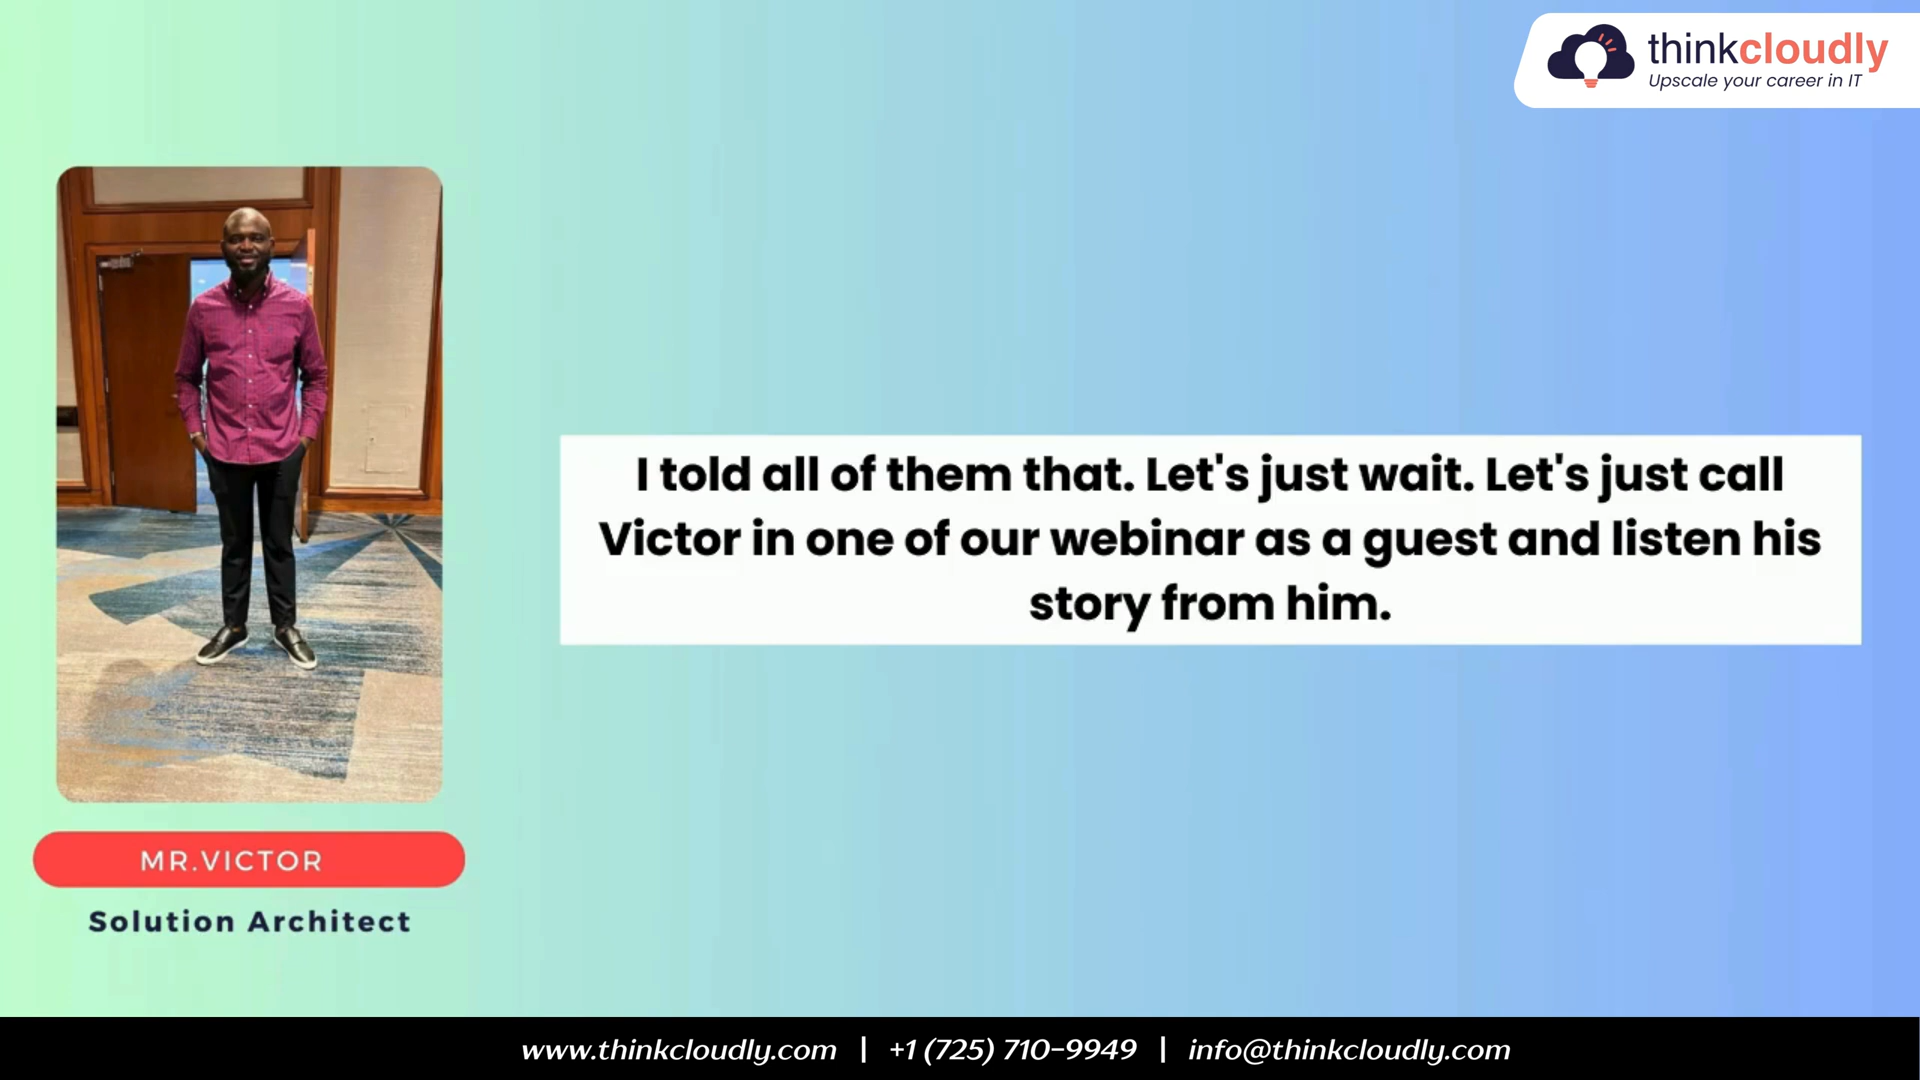 thinkcloudly
Upscale your career in IT
I told all of them that. Let's just wait. Let's just call
Victor in one of our webinar as a guest and listen his
story from him.
MR.VICTOR
Solution Architect
www.thinkcloudly.com | +1 (725) 710-9949 | info@thinkcloudly.com